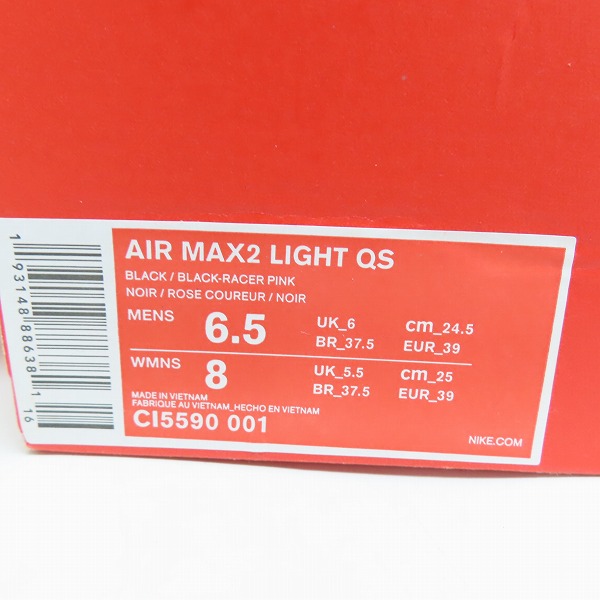 AIR MAX2 LIGHT QS
BLACK / BLACK-RACER PINK
NOIR / ROSE COUREUR / NOIR
MENS 6.5 UK_6 cm_24.5
BR_37.5 EUR_39
WMNS 8 UK_5.5 cm_25
BR_37.5 EUR_39
MADE IN VIETNAM
FABRIQUE AU VIETNAM_HECHO EN VIETNAM
CI5590 001
NIKE.COM
1 93148 88638 1 16